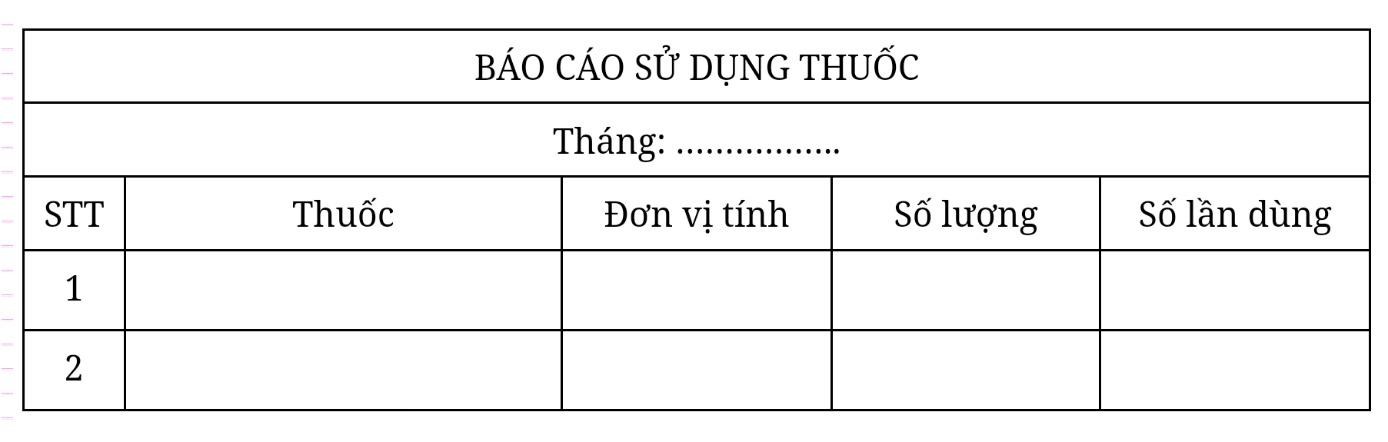 BÁO CÁO SỬ DỤNG THUỐC
Tháng: .................
STT Thuốc Đơn vị tính Số lượng Số lần dùng
1
2